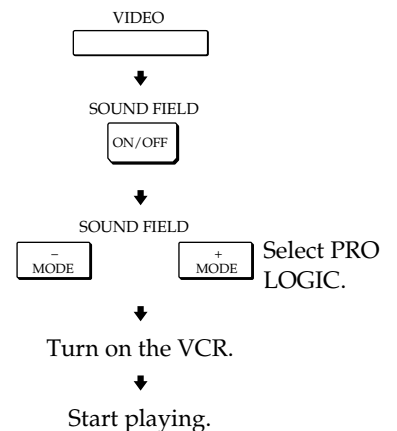 VIDEO
SOUND FIELD
ON/OFF
SOUND FIELD
–
MODE
+
MODE
Select PRO
LOGIC.
Turn on the VCR.
Start playing.